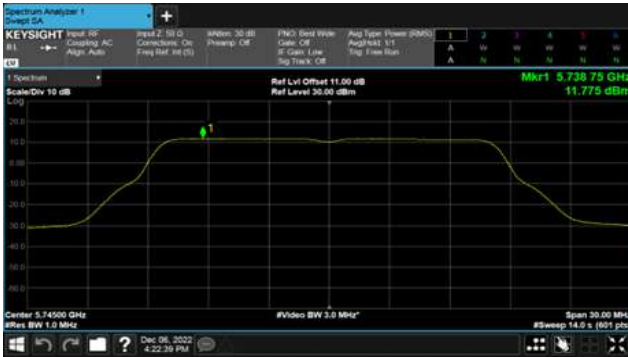 Spectrum Analyzer 1
Swept SA
KEYSIGHT Input: RF Input Z: 50 Ω #Atten: 30 dB PNO: Best Wide Avg Type: Power (RMS) 1 2 3 4 5 6
RL Coupling: AC Corrections: On Preamp: Off Gate: Off Avg|Hold: 1/1 A W W W W W
Align: Auto Freq Ref: Int (S) IF Gain: Low Trig: Free Run
LW Sig Track: Off A N N N N N
1 Spectrum Ref Lvl Offset 11.00 dB Mkr1 5.738 75 GHz
Scale/Div 10 dB Ref Level 30.00 dBm 11.775 dBm
Log
20.0
10.0
0.00
-10.0
-20.0
-30.0
-40.0
-50.0
-60.0
1
Center 5.74500 GHz #Video BW 3.0 MHz* Span 30.00 MHz
#Res BW 1.0 MHz #Sweep 14.0 s (601 pts)
? Dec 06, 2022
4:22:39 PM